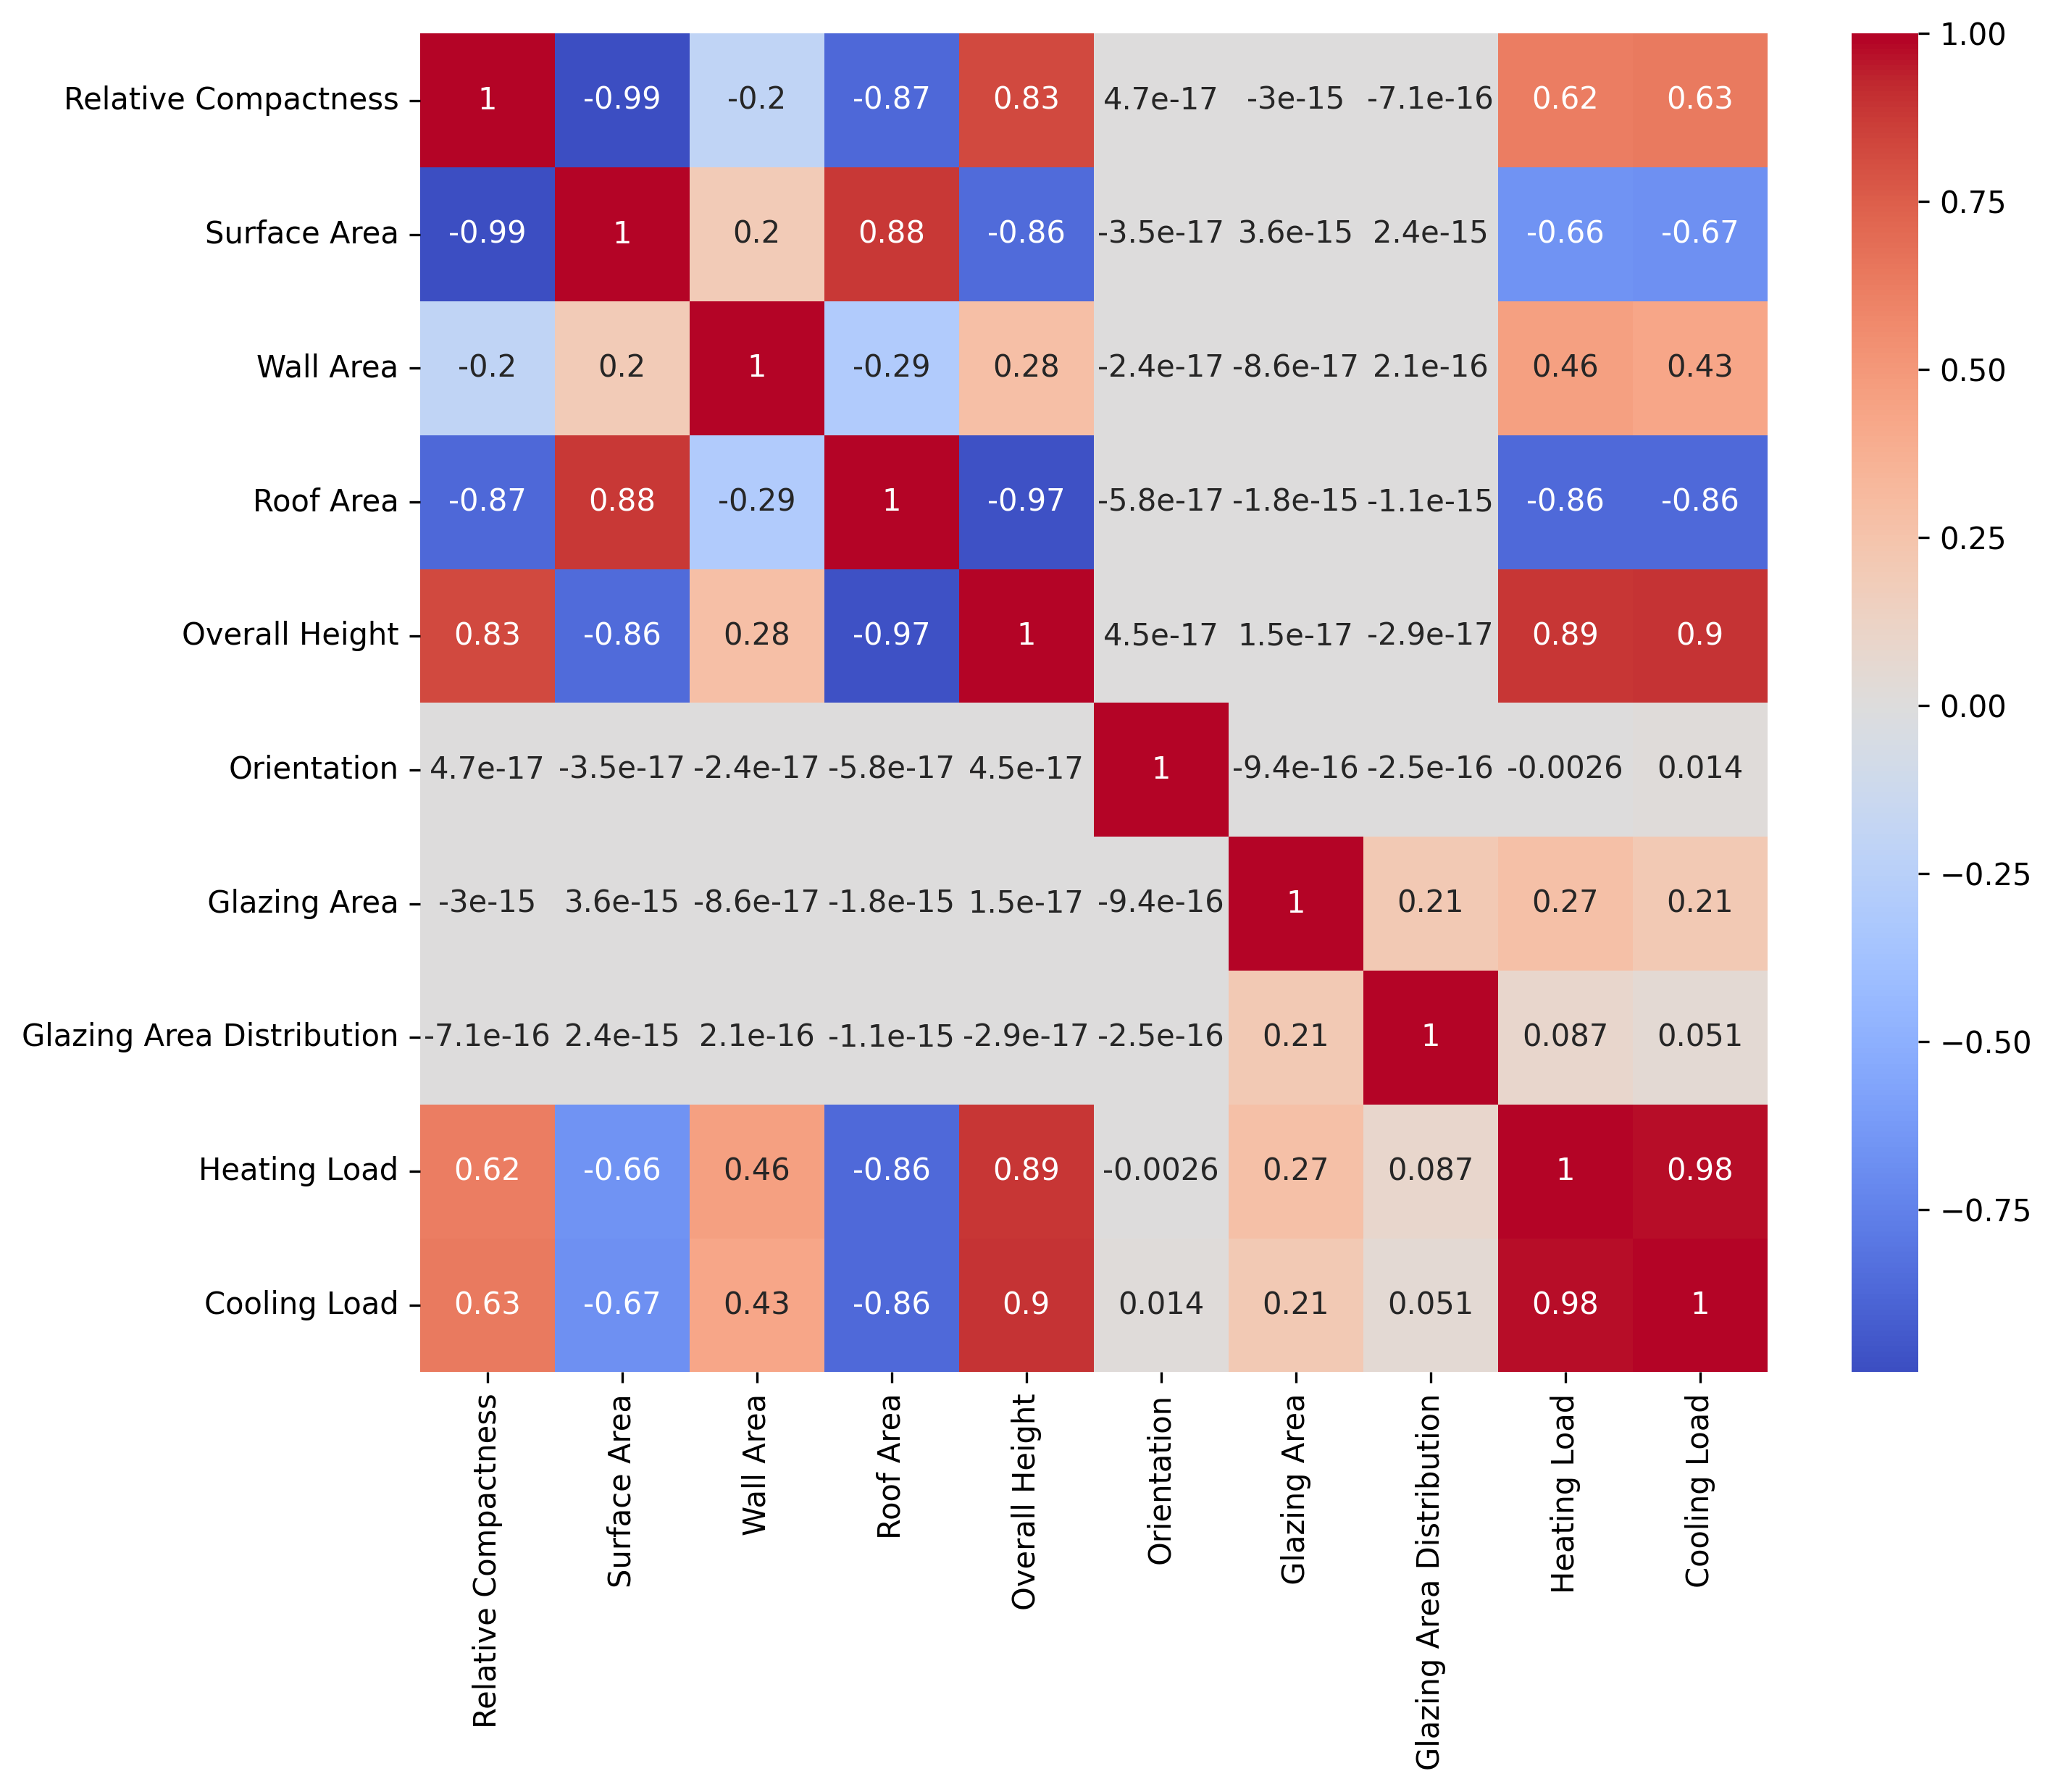 Relative Compactness 1 -0.99 -0.2 -0.87 0.83 4.7e-17 -3e-15 -7.1e-16 0.62 0.63
Surface Area -0.99 1 0.2 0.88 -0.86 -3.5e-17 3.6e-15 2.4e-15 -0.66 -0.67
Wall Area -0.2 0.2 1 -0.29 0.28 -2.4e-17 -8.6e-17 2.1e-16 0.46 0.43
Roof Area -0.87 0.88 -0.29 1 -0.97 -5.8e-17 -1.8e-15 -1.1e-15 -0.86 -0.86
Overall Height 0.83 -0.86 0.28 -0.97 1 4.5e-17 1.5e-17 -2.9e-17 0.89 0.9
Orientation 4.7e-17 -3.5e-17 -2.4e-17 -5.8e-17 4.5e-17 1 -9.4e-16 -2.5e-16 -0.0026 0.014
Glazing Area -3e-15 3.6e-15 -8.6e-17 -1.8e-15 1.5e-17 -9.4e-16 1 0.21 0.27 0.21
Glazing Area Distribution -7.1e-16 2.4e-15 2.1e-16 -1.1e-15 -2.9e-17 -2.5e-16 0.21 1 0.087 0.051
Heating Load 0.62 -0.66 0.46 -0.86 0.89 -0.0026 0.27 0.087 1 0.98
Cooling Load 0.63 -0.67 0.43 -0.86 0.9 0.014 0.21 0.051 0.98 1
Relative Compactness
Surface Area
Wall Area
Roof Area
Overall Height
Orientation
Glazing Area
Glazing Area Distribution
Heating Load
Cooling Load
1.00
0.75
0.50
0.25
0.00
−0.25
−0.50
−0.75